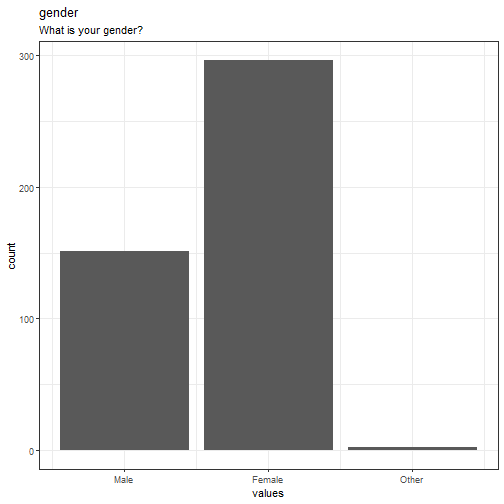 gender
What is your gender?
300
200
100
0
count
Male Female Other
values